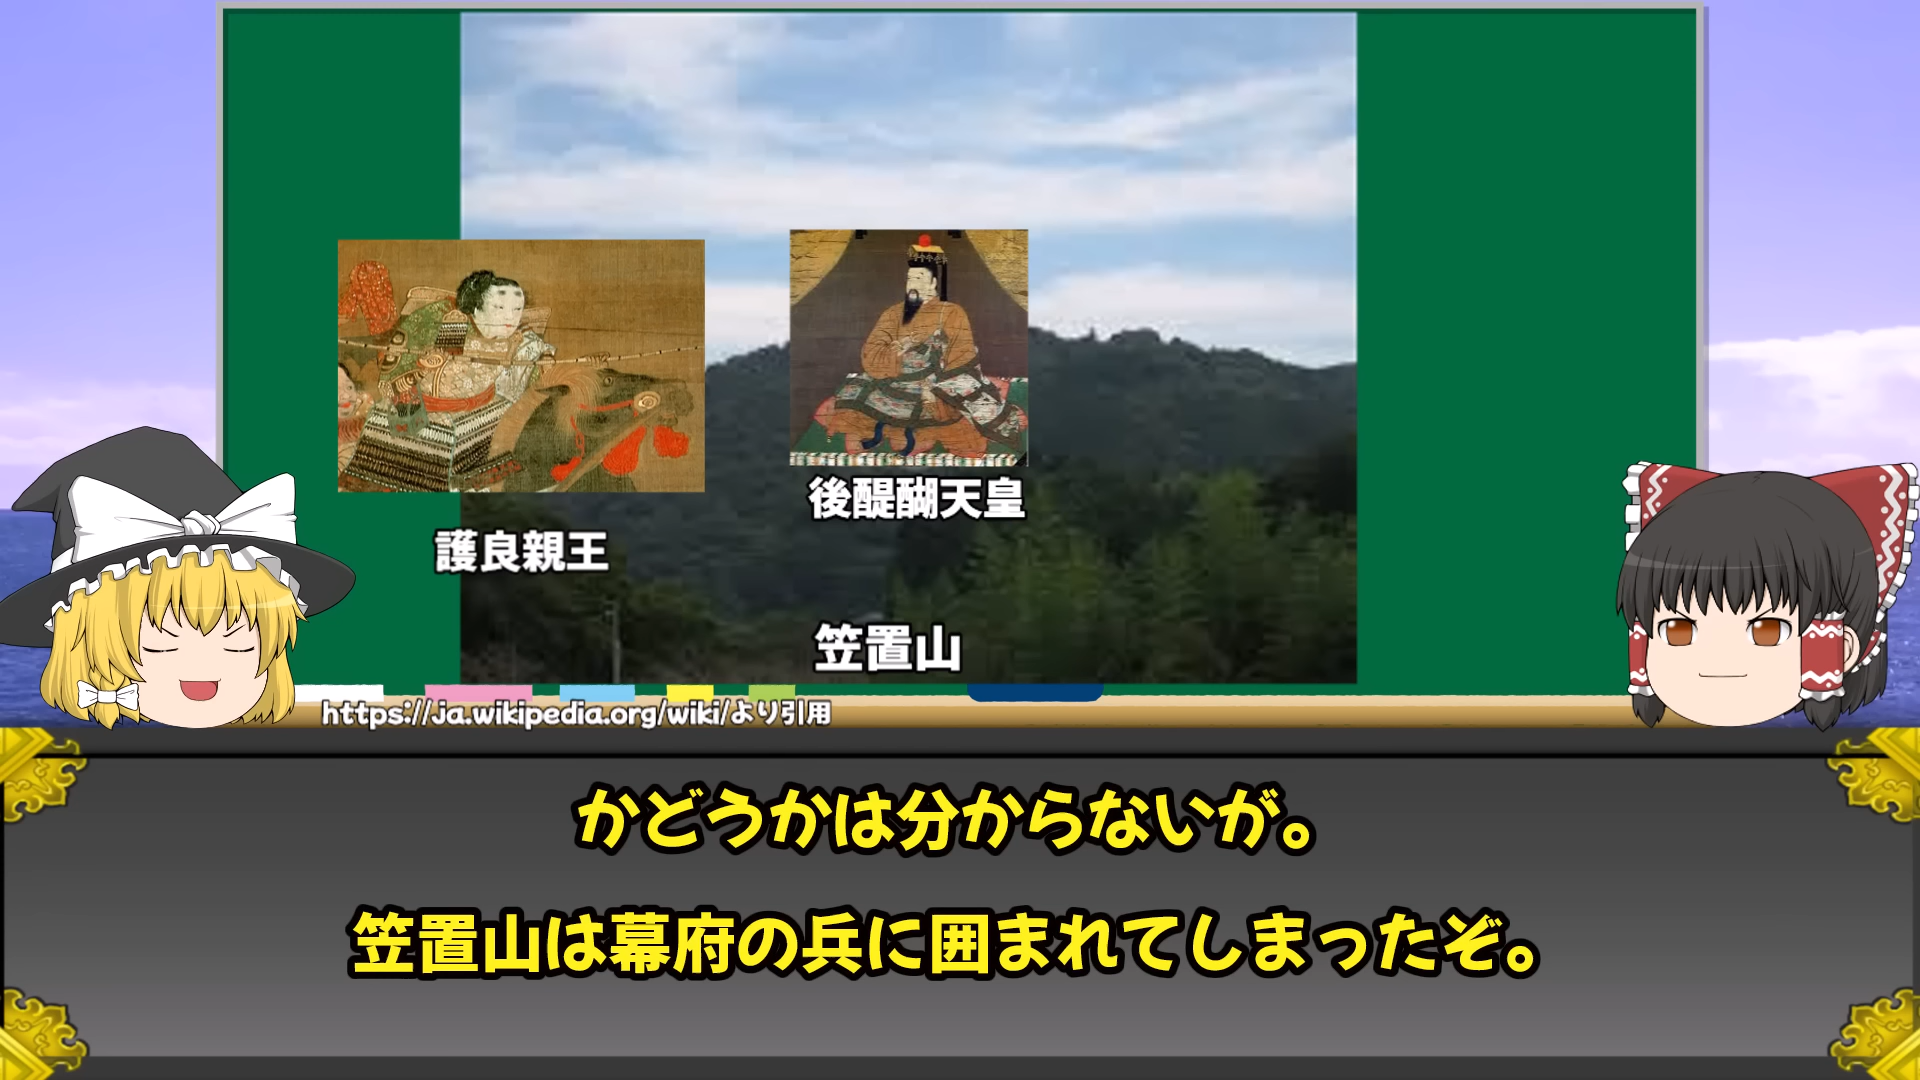 後醍醐天皇
護良親王
笠置山
https://ja.wikipedia.org/wiki/より引用
かどうかは分からないが。
笠置山は幕府の兵に囲まれてしまったぞ。